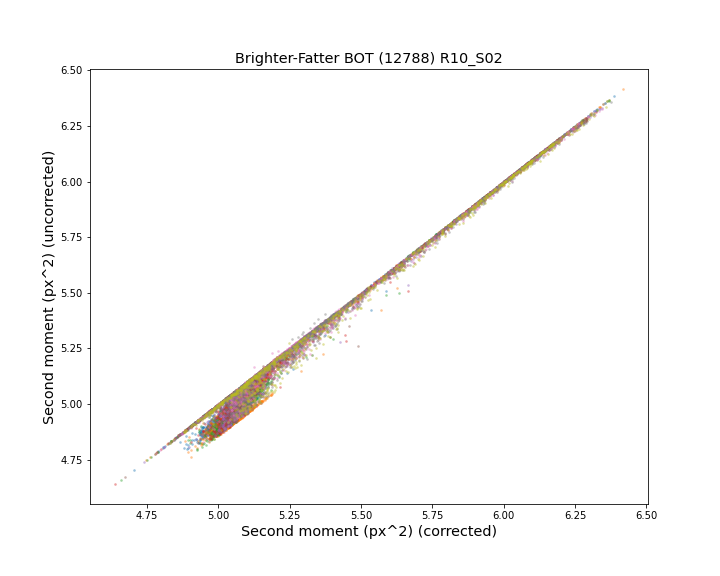 Brighter-Fatter BOT (12788) R10_S02
Second moment (px^2) (uncorrected)
6.50
6.25
6.00
5.75
5.50
5.25
5.00
4.75
4.75 5.00 5.25 5.50 5.75 6.00 6.25 6.50
Second moment (px^2) (corrected)